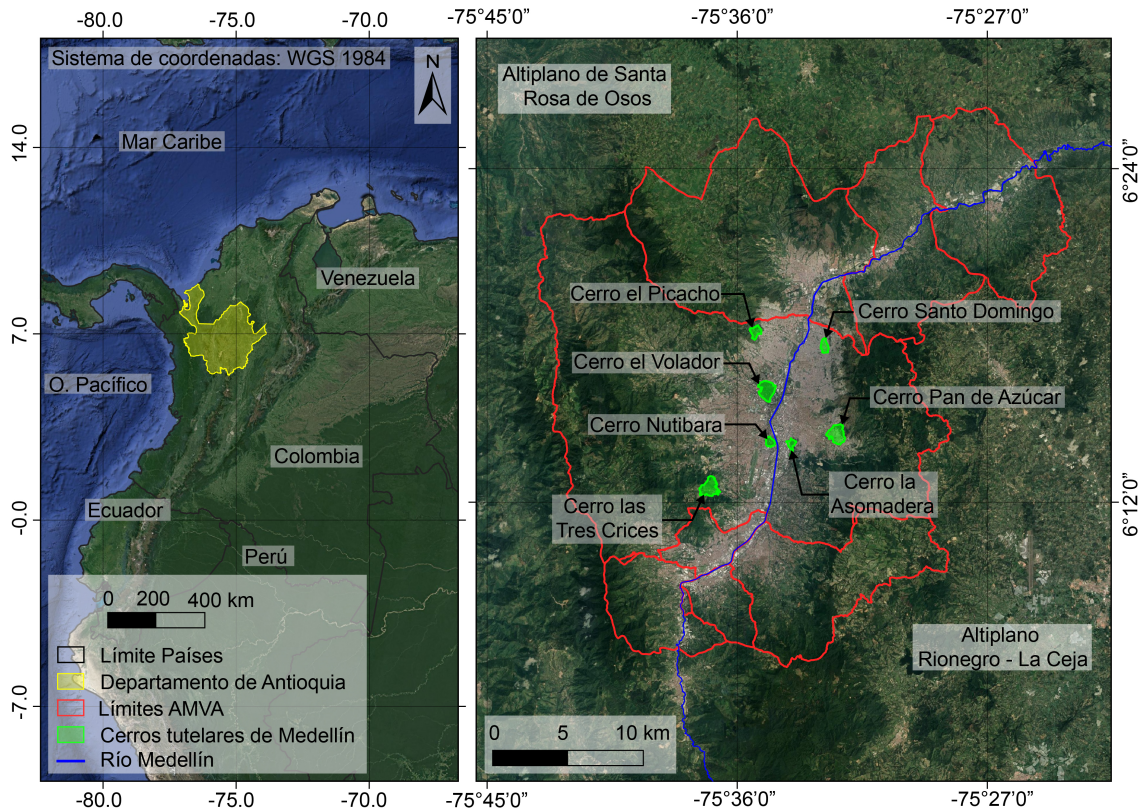 -80.0
-75.0
-70.0
-75°45'0”
-75°36'0”
-75°27'0”
Sistema de coordenadas: WGS 1984
N
Mar Caribe
14.0
7.0
-0.0
-7.0
Venezuela
O. Pacífico
Colombia
Ecuador
Perú
0 200 400 km
Límite Países
Departamento de Antioquia
Límites AMVA
Cerros tutelares de Medellín
Río Medellín
-80.0
-75.0
-70.0
Altiplano de Santa
Rosa de Osos
6°24'0”
Cerro el Picacho
Cerro Santo Domingo
Cerro el Volador
Cerro Pan de Azúcar
Cerro Nutibara
Cerro la
Asomadera
Cerro las
Tres Crices
6°12'0”
Altiplano
Rionegro - La Ceja
0 5 10 km
-75°45'0”
-75°36'0”
-75°27'0”